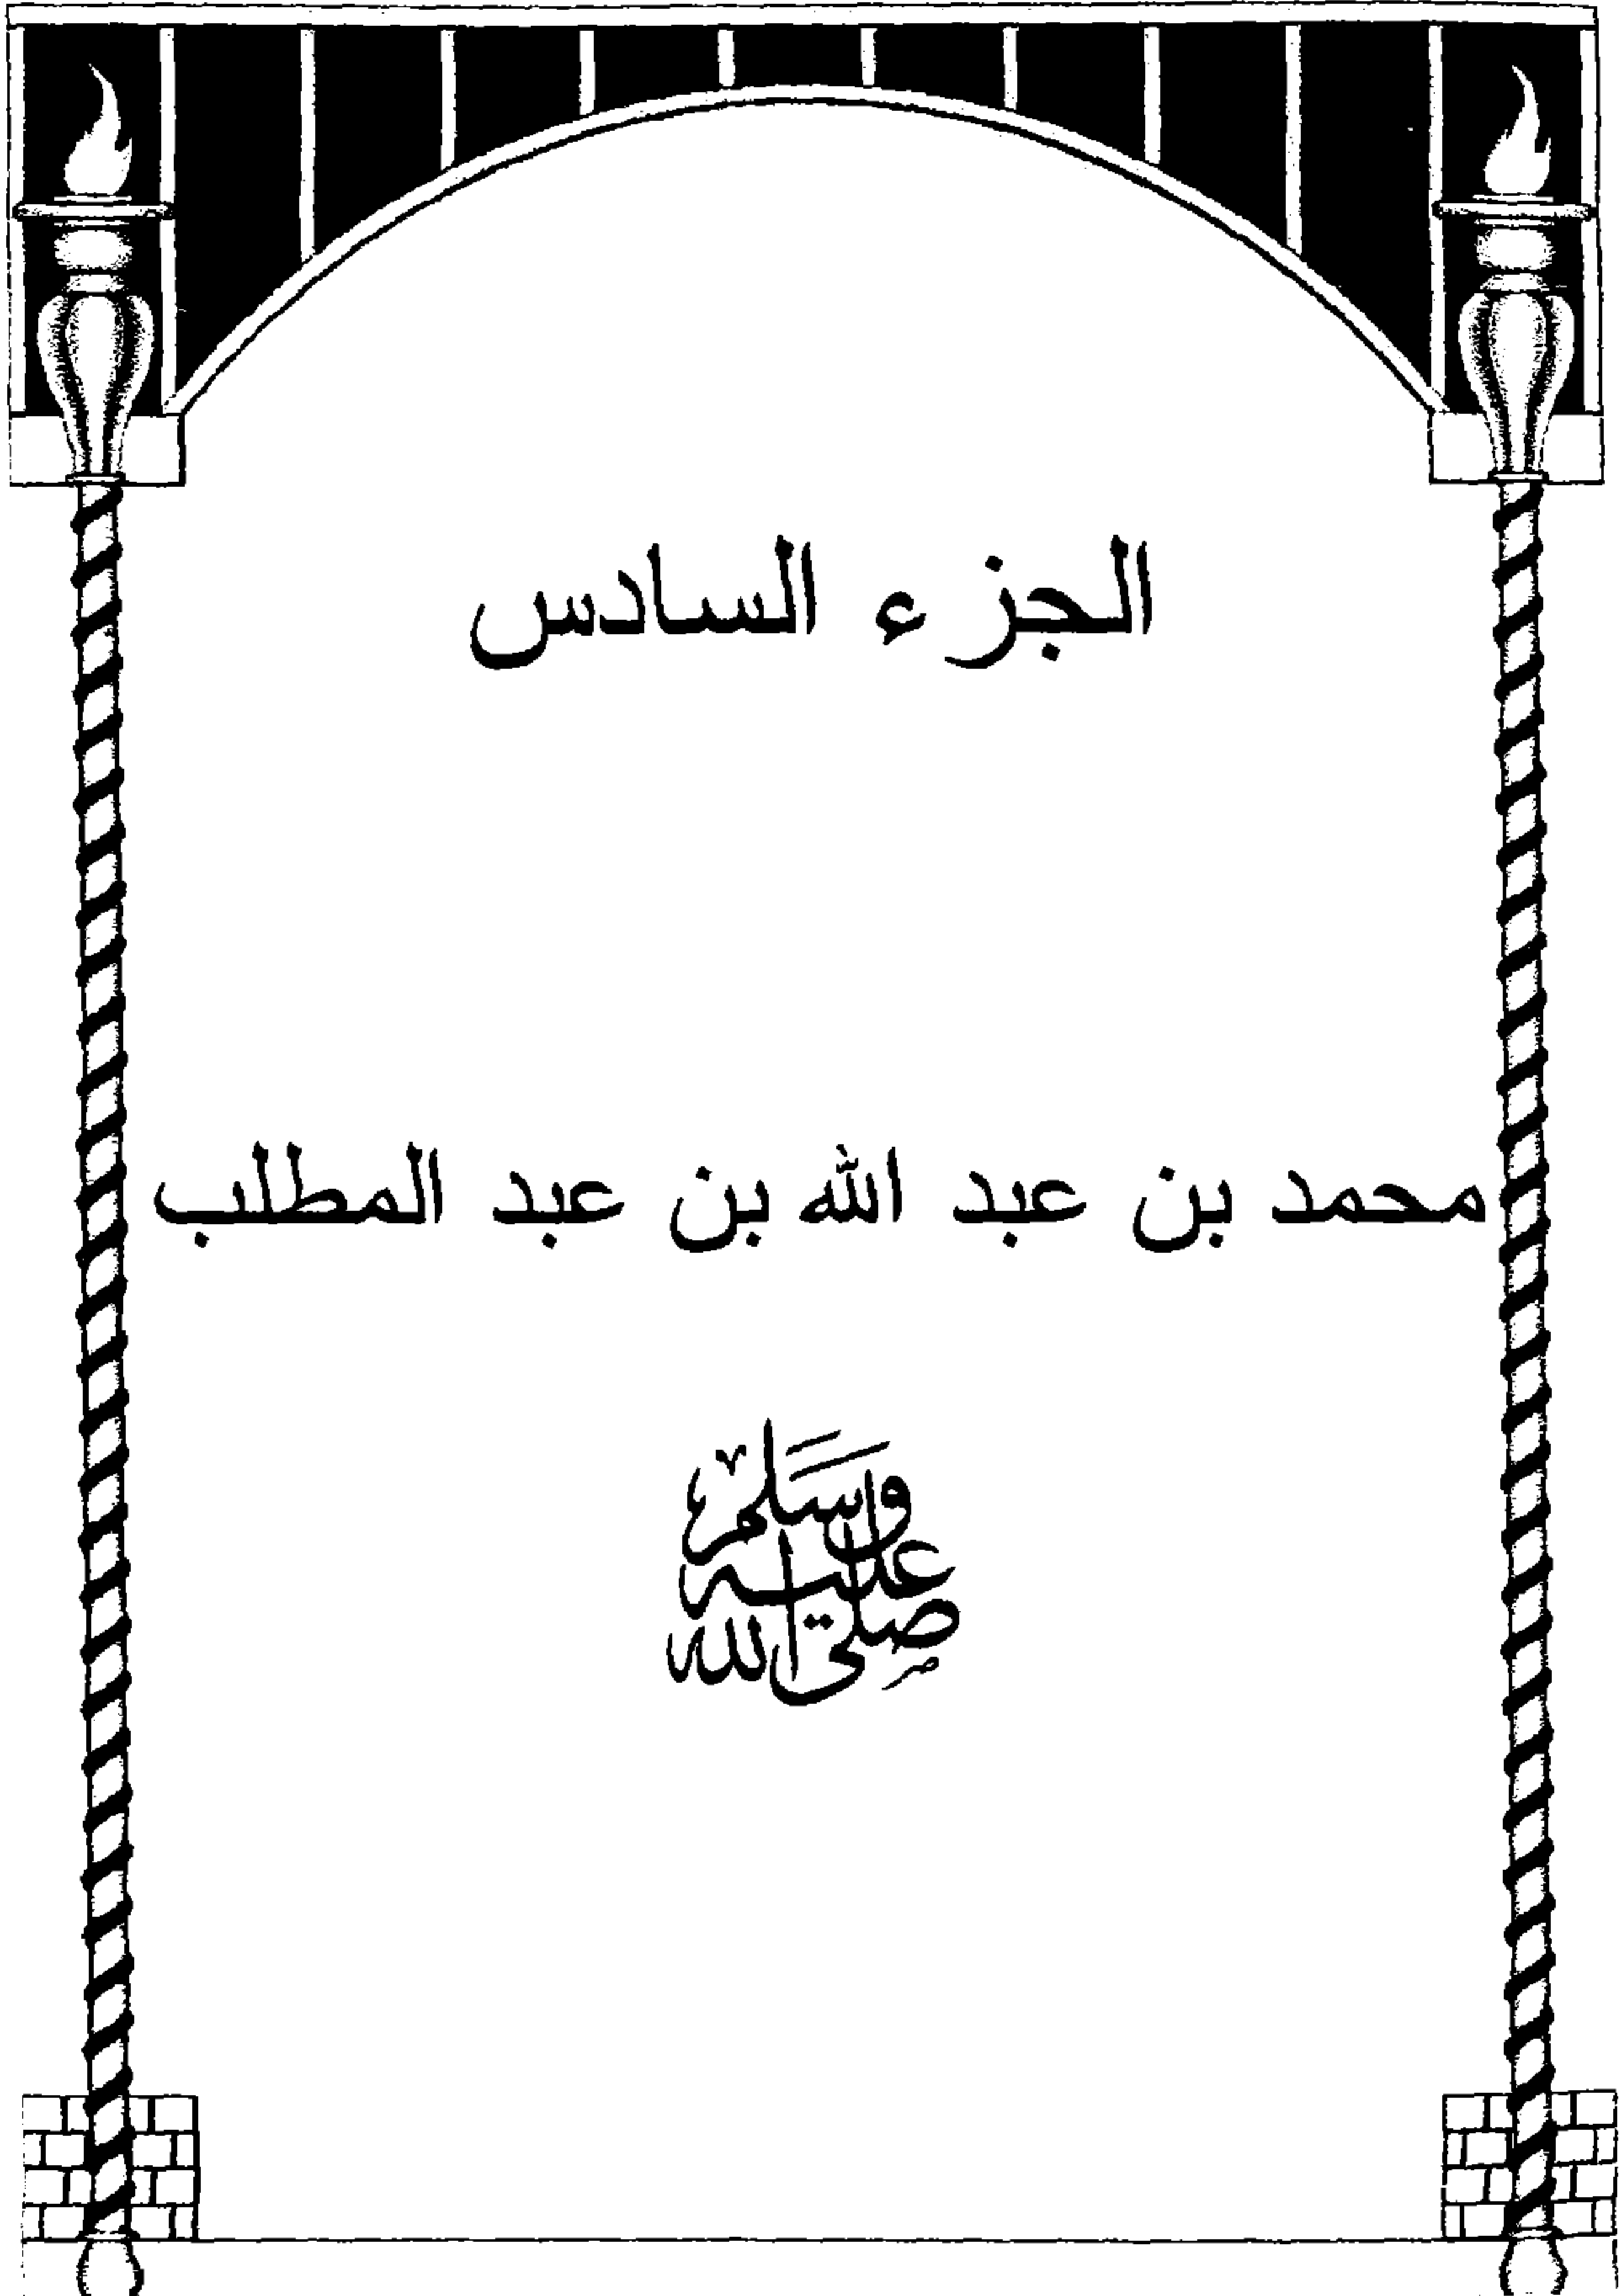 الجزء السادس
محمد بن عبد الله بن عبد المطلب
صلى الله عليه وسلم